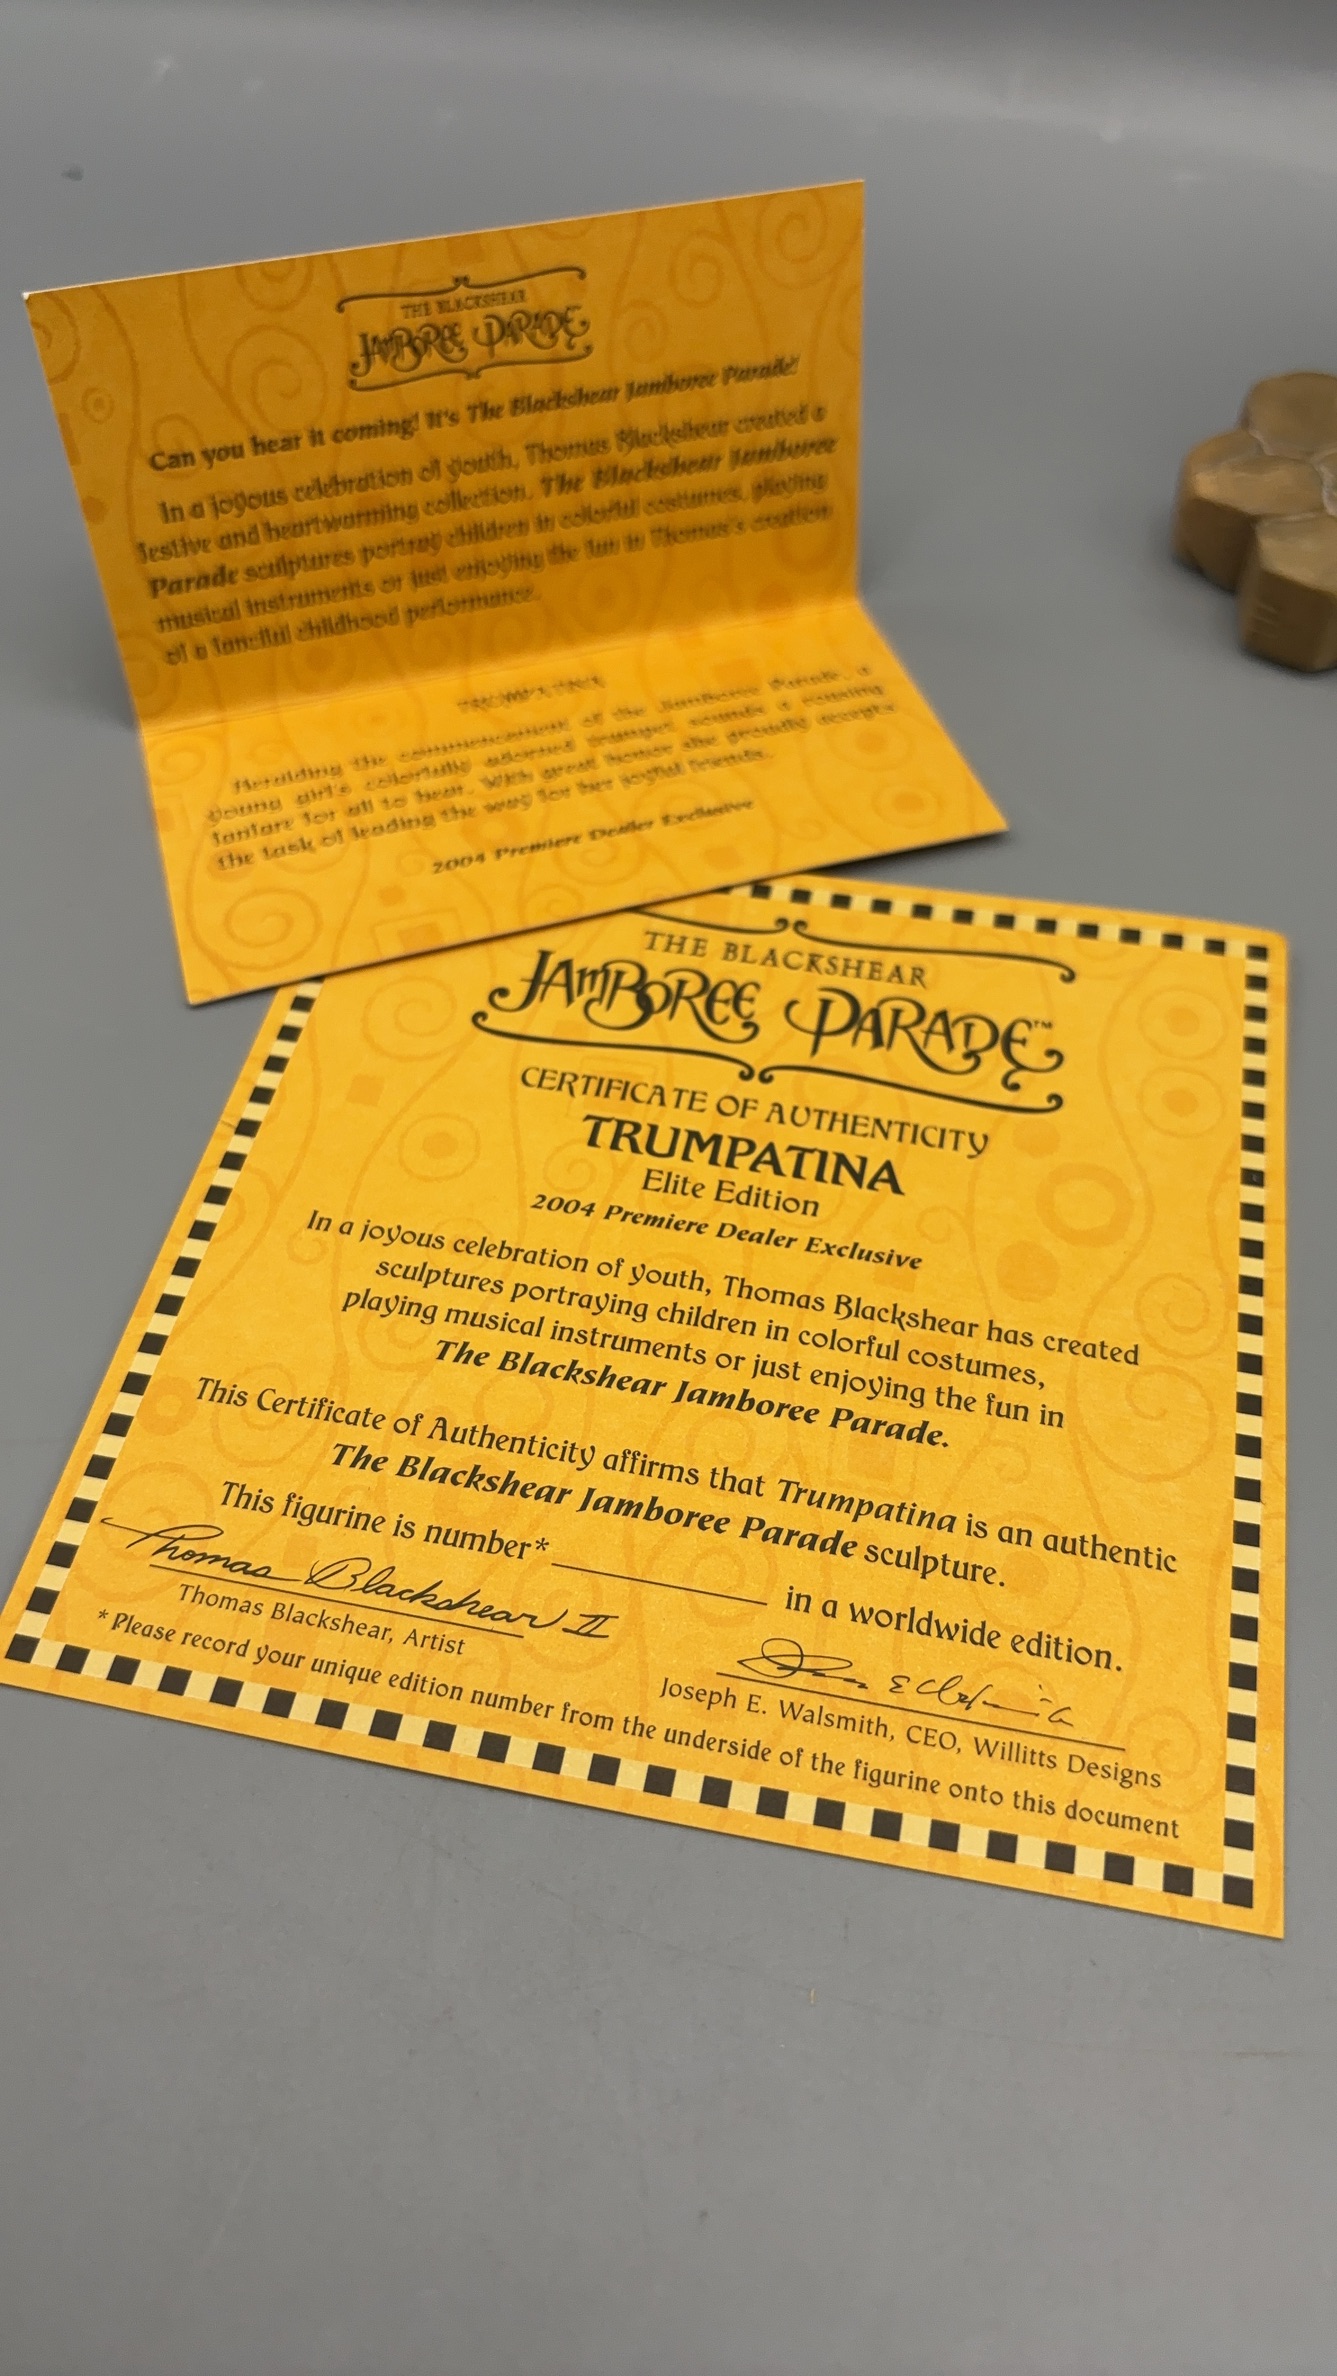 THE BLACKSHEAR
JAMBOREE PARADE
Can you hear it coming! It's The Blackshear Jamboree Parade!
In a joyous celebration of youth, Thomas Blackshear created a
festive and heartwarming collection. The Blackshear Jamboree
Parade sculptures portray children in colorful costumes, playing
musical instruments or just enjoying the fun in Thomas's creation
of a fanciful childhood performance.
TRUMPATINA
Heralding the commencement of the Jamboree Parade, a
young girl's colorfully adorned trumpet sounds a rousing
fanfare for all to hear. With great honor she proudly accepts
the task of leading the way for her joyful friends.
2004 Premiere Dealer Exclusive
THE BLACKSHEAR
JAMBOREE PARADE™
CERTIFICATE OF AUTHENTICITY
TRUMPATINA
Elite Edition
2004 Premiere Dealer Exclusive
In a joyous celebration of youth, Thomas Blackshear has created
sculptures portraying children in colorful costumes,
playing musical instruments or just enjoying the fun in
The Blackshear Jamboree Parade.
This Certificate of Authenticity affirms that Trumpatina is an authentic
The Blackshear Jamboree Parade sculpture.
This figurine is number* in a worldwide edition.
Thomas Blackshear II
Thomas Blackshear, Artist
Joseph E. Walsmith, CEO, Willitts Designs
*Please record your unique edition number from the underside of the figurine onto this document